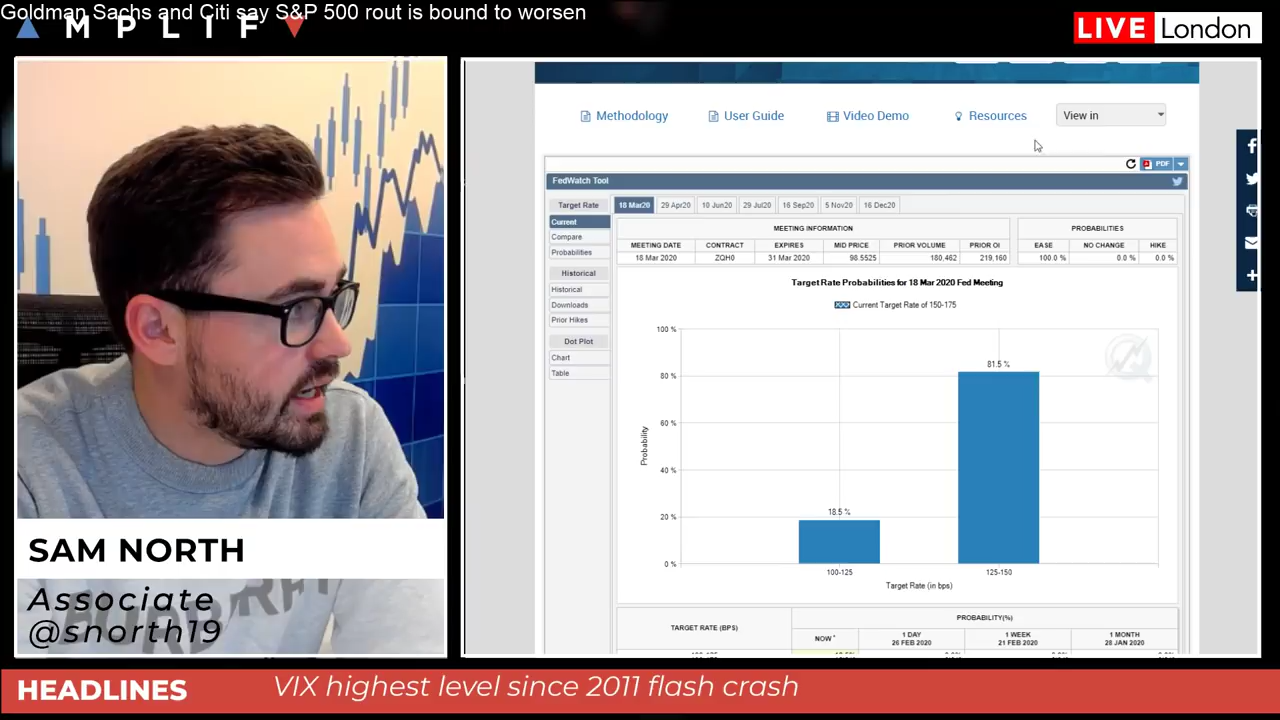 Goldman Sachs and Citi say S&P 500 rout is bound to worsen
MPLIF
LIVE London
Methodology
User Guide
Video Demo
Resources
View in
PDF
FedWatch Tool
Target Rate
Current
Compare
Probabilities
Historical
Historical
Downloads
Prior Hikes
Dot Plot
Chart
Table
18 Mar20 29 Apr20 10 Jun20 29 Jul20 16 Sep20 5 Nov20 16 Dec20
MEETING INFORMATION
MEETING DATE CONTRACT EXPIRES MID PRICE PRIOR VOLUME PRIOR OI
18 Mar 2020 ZQH0 31 Mar 2020 98.5525 180,462 219,160
PROBABILITIES
EASE NO CHANGE HIKE
100.0 % 0.0 % 0.0 %
Target Rate Probabilities for 18 Mar 2020 Fed Meeting
Current Target Rate of 150-175
100 %
80 %
60 %
40 %
20 %
0 %
Probability
18.5 %
81.5 %
100-125
125-150
Target Rate (in bps)
TARGET RATE (BPS)
PROBABILITY(%)
NOW *
1 DAY
26 FEB 2020
1 WEEK
21 FEB 2020
1 MONTH
28 JAN 2020
SAM NORTH
Associate
@snorth19
HEADLINES
VIX highest level since 2011 flash crash